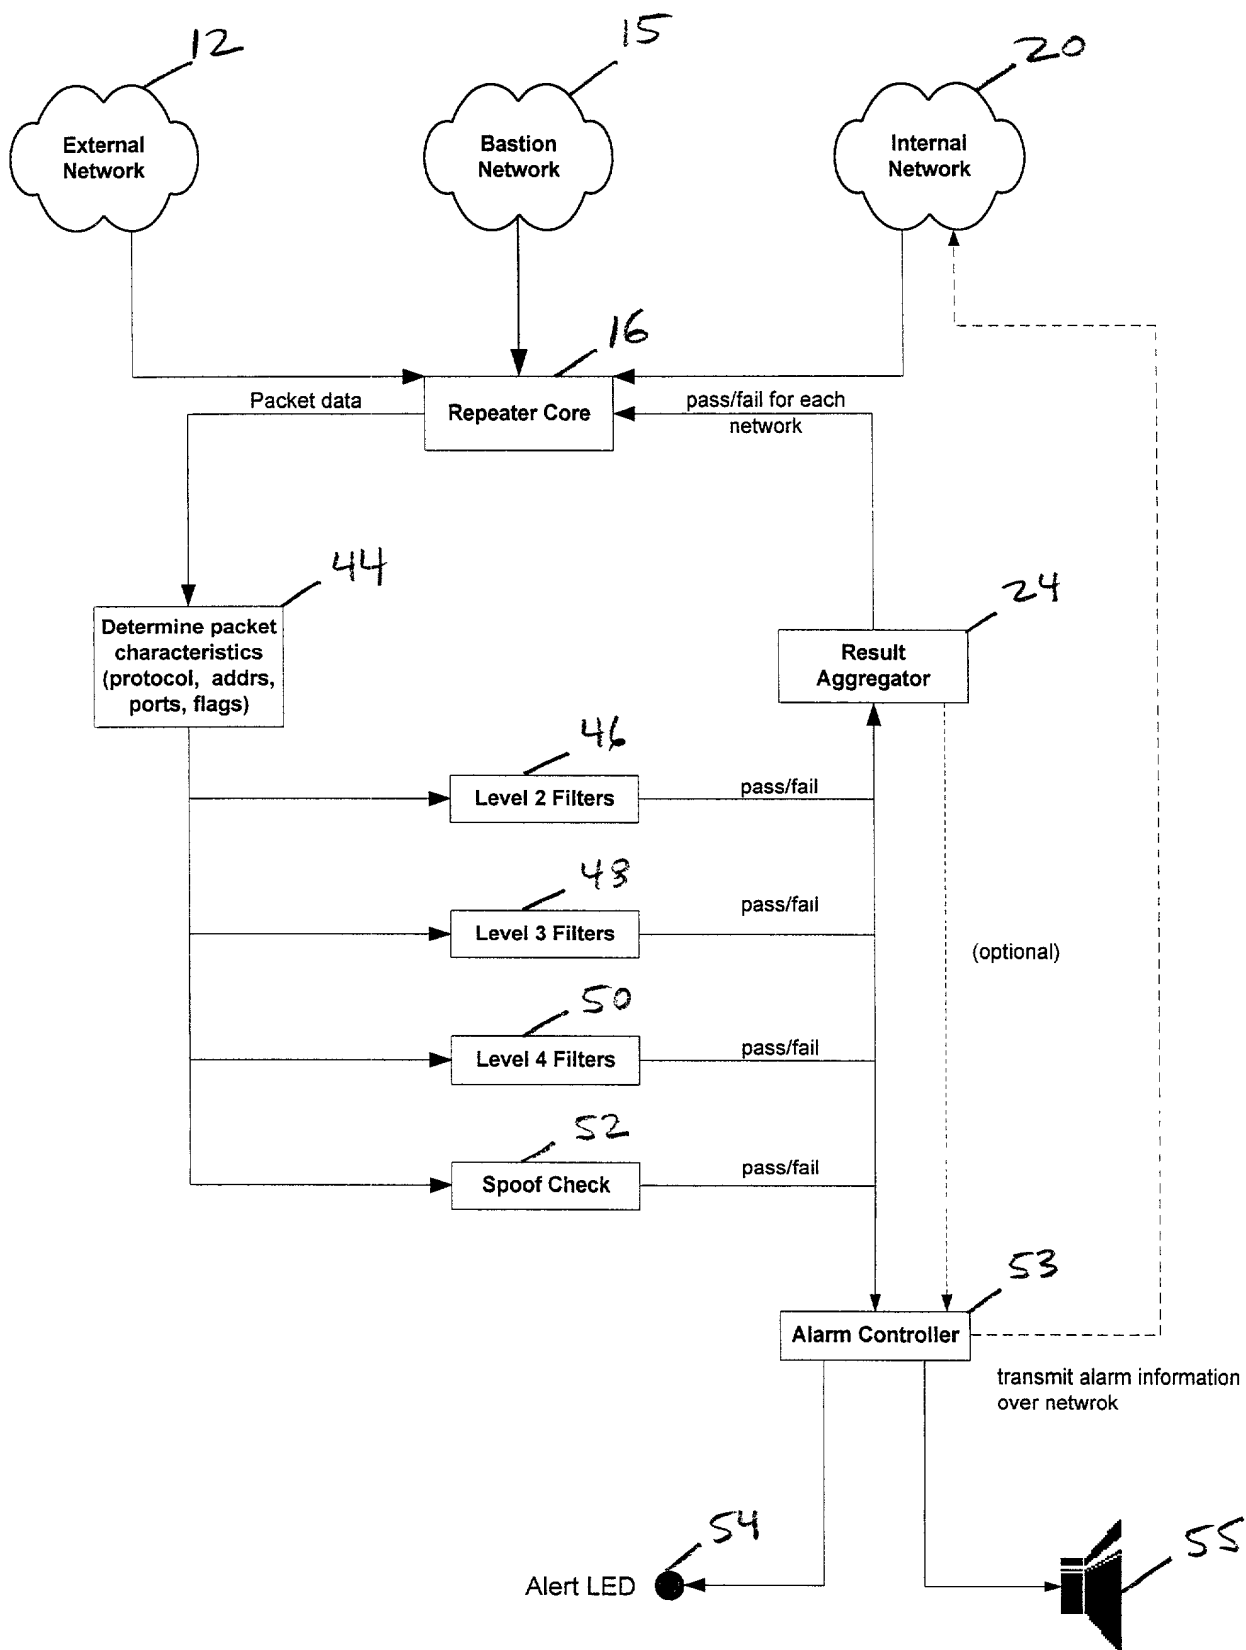 12
15
20
External
Network
Bastion
Network
Internal
Network
16
Packet data
Repeater Core
pass/fail for each
network
44
24
Determine packet
characteristics
(protocol, addrs,
ports, flags)
Result
Aggregator
46
Level 2 Filters
pass/fail
48
Level 3 Filters
pass/fail
(optional)
50
Level 4 Filters
pass/fail
52
Spoof Check
pass/fail
53
Alarm Controller
transmit alarm information
over netwrok
54
55
Alert LED